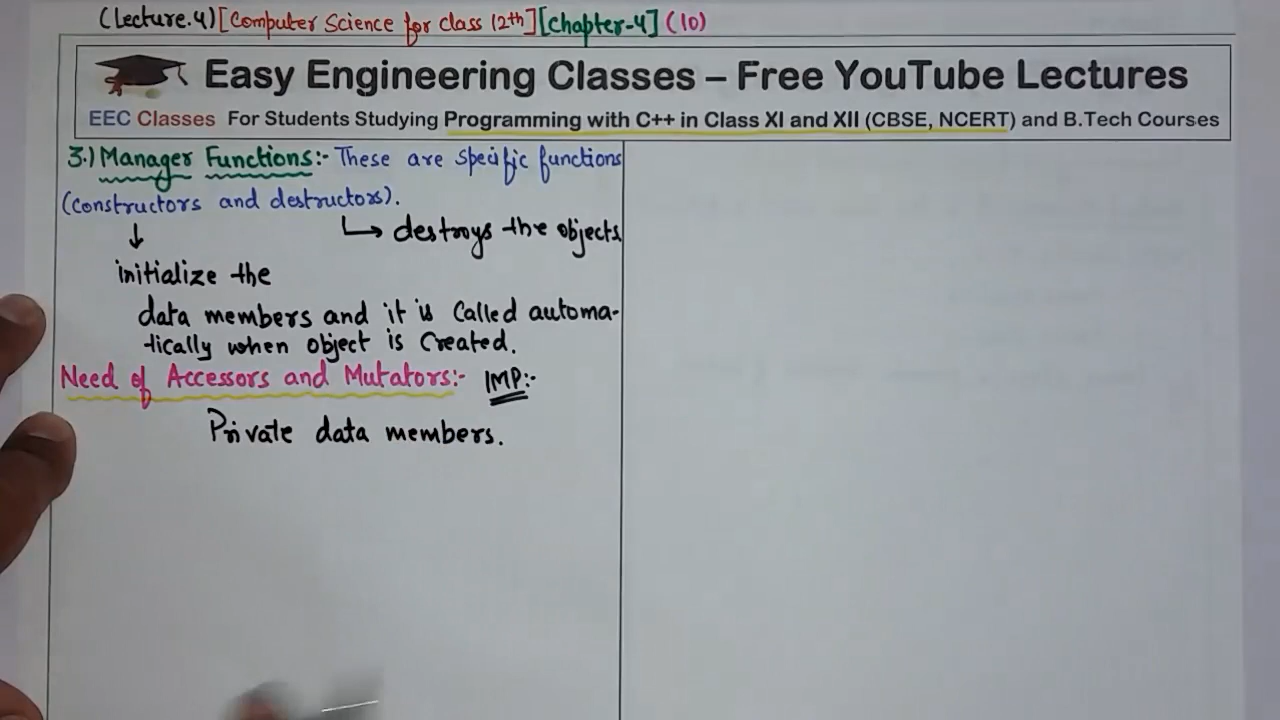 (Lecture.4)[Computer Science for class 12th][Chapter-4](10)
Easy Engineering Classes – Free YouTube Lectures
EEC Classes For Students Studying Programming with C++ in Class XI and XII (CBSE, NCERT) and B.Tech Courses
3.) Manager Functions:- These are specific functions
(constructors and destructors).
↳ destroys the objects
↓
initialize the
data members and it is called automa-
tically when object is created.
Need of Accessors and Mutators:- IMP:-
Private data members.